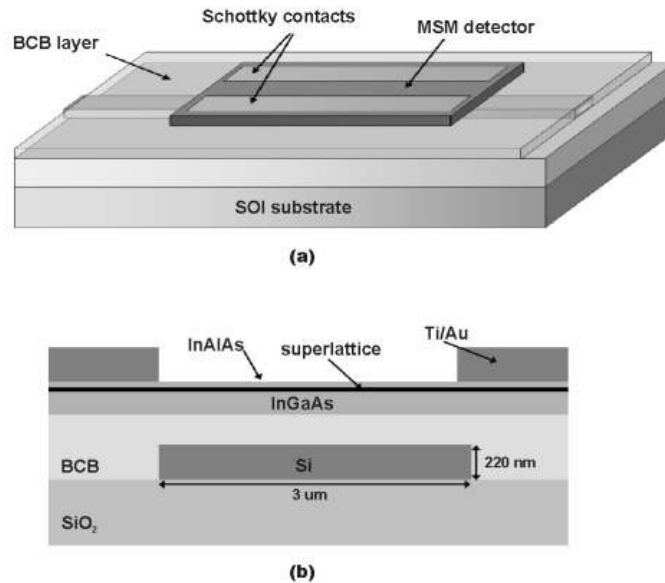 Schottky contacts
BCB layer
MSM detector
SOI substrate
(a)
Ti/Au
InAlAs
superlattice
InGaAs
BCB
Si
220 nm
3 um
SiO₂
(b)